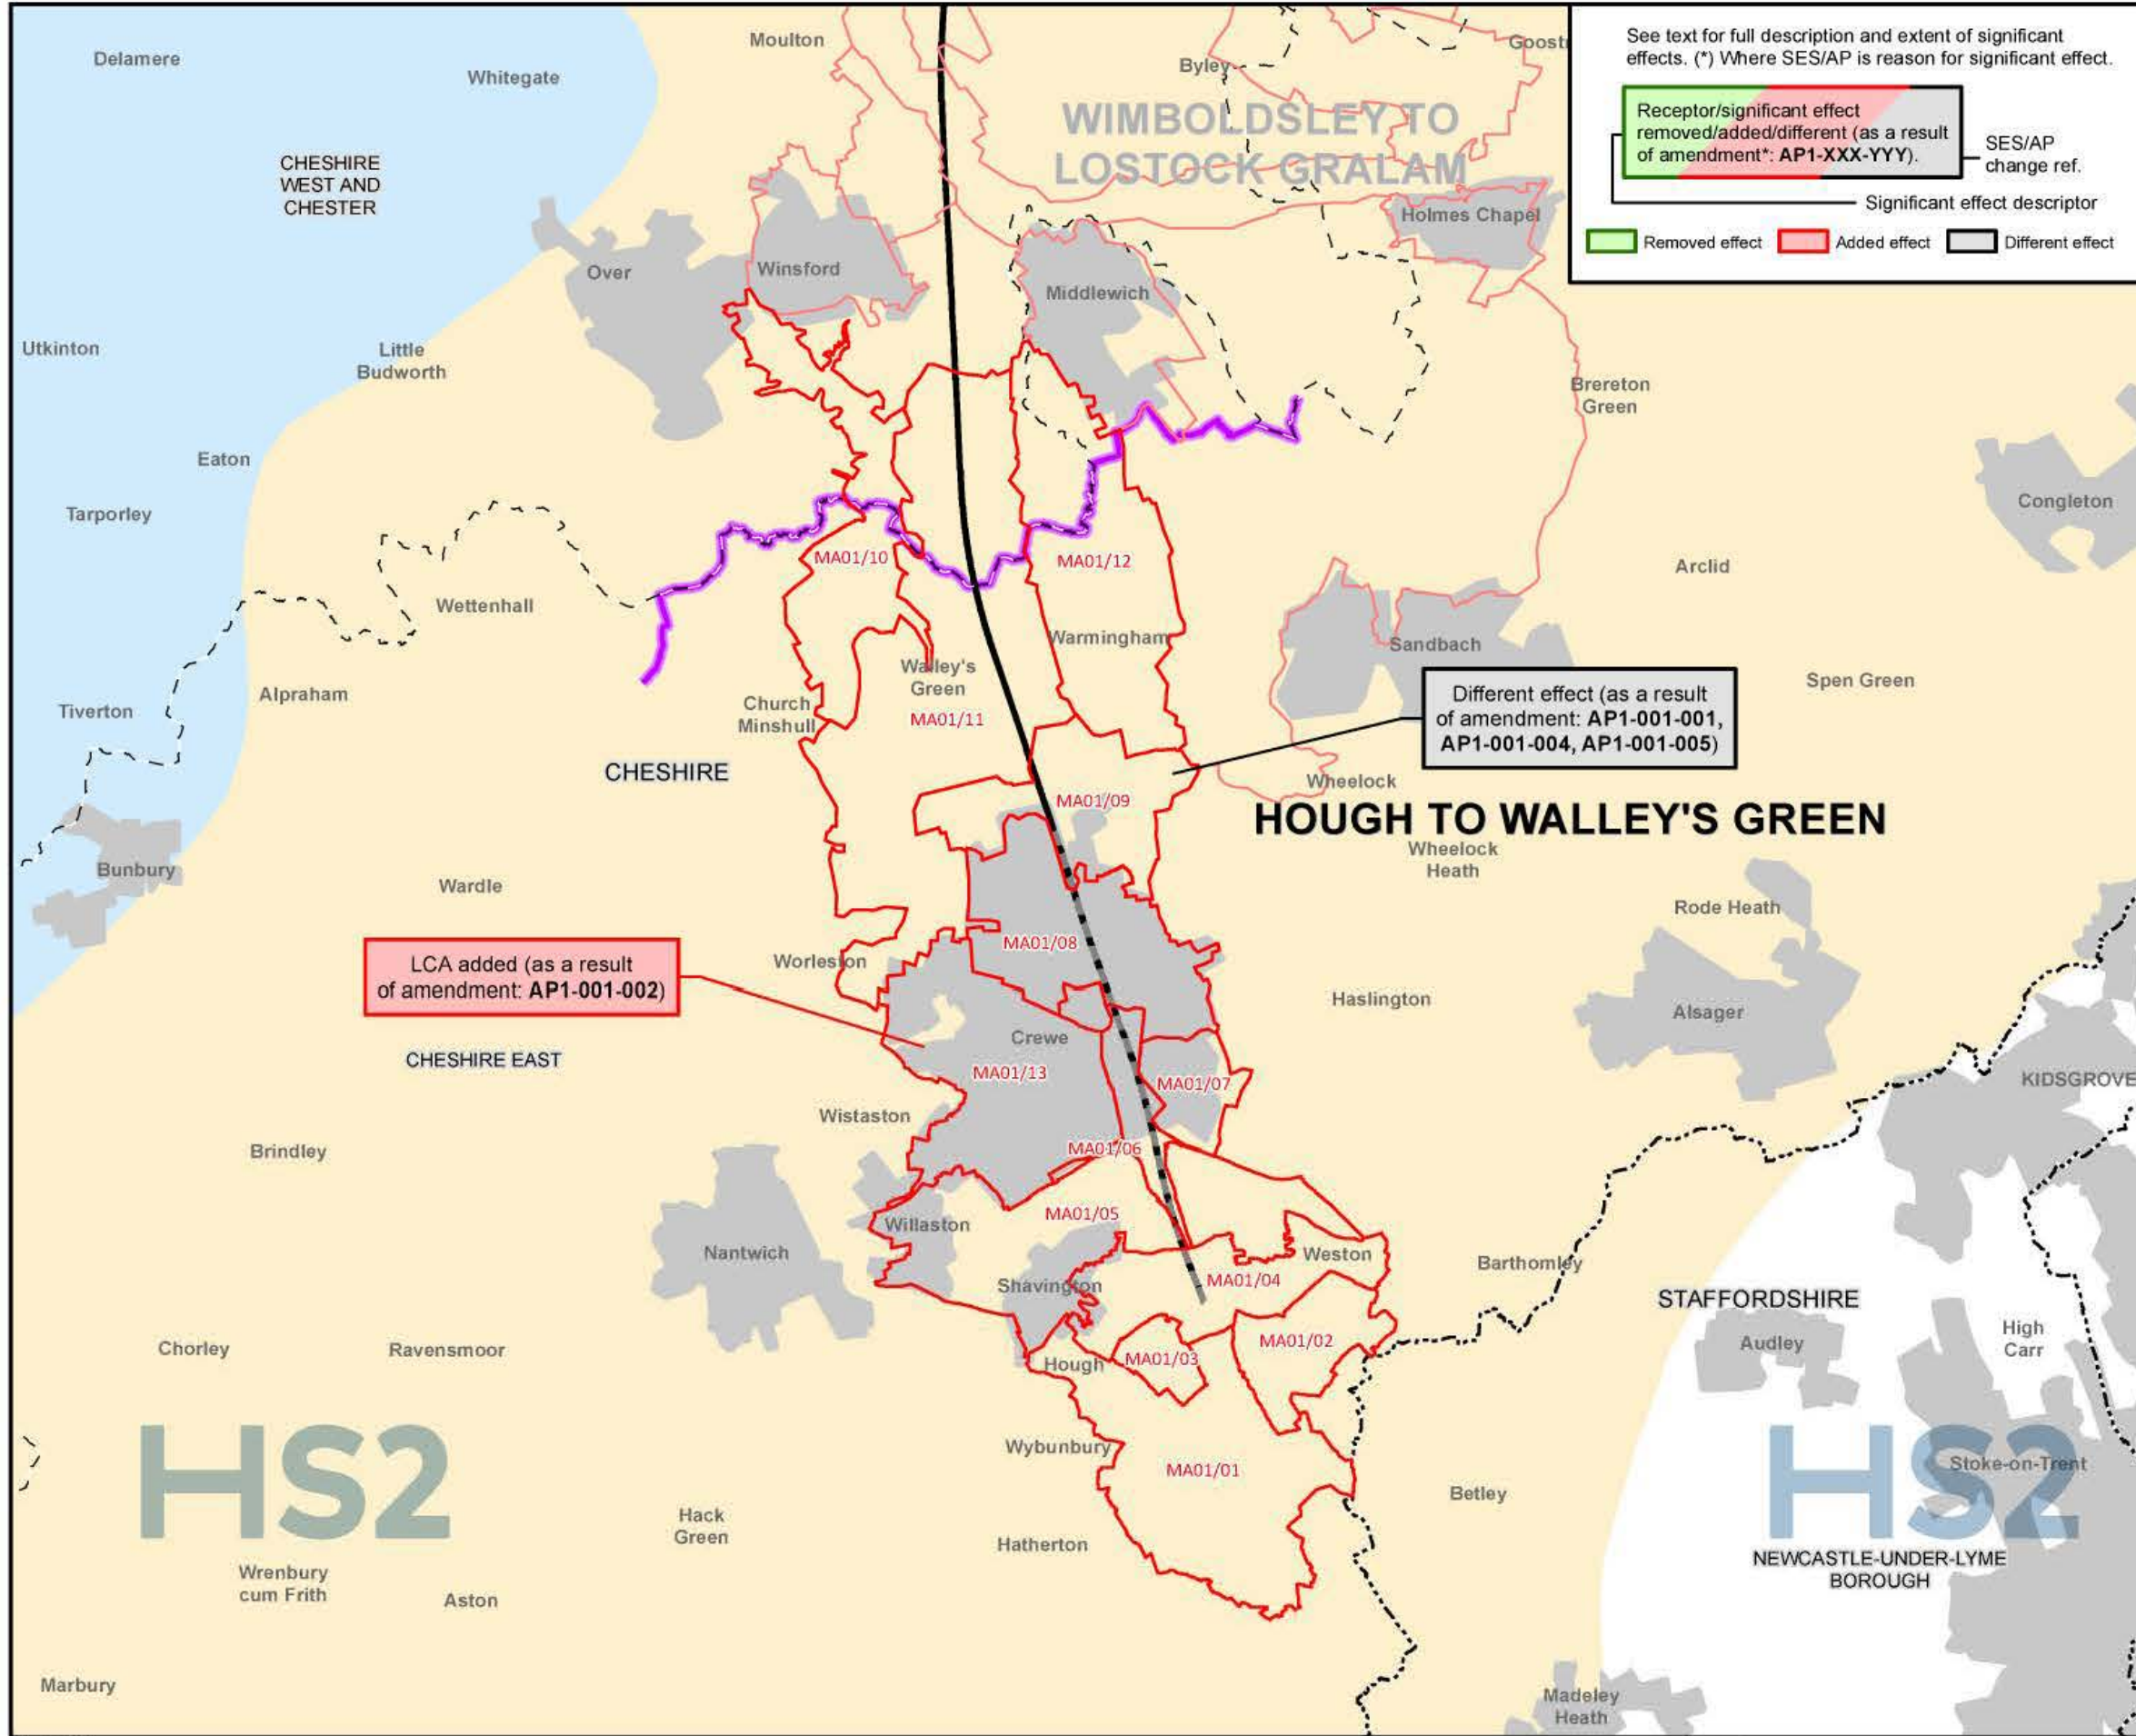 Delamere
Whitegate
Moulton
Byley
Goost
WIMBOLDSLEY TO
LOSTOCK GRALAM
See text for full description and extent of significant
effects. (*) Where SES/AP is reason for significant effect.
Receptor/significant effect
removed/added/different (as a result
of amendment*: AP1-XXX-YYY).
SES/AP
change ref.
Significant effect descriptor
Removed effect
Added effect
Different effect
CHESHIRE
WEST AND
CHESTER
Over
Winsford
Middlewich
Holmes Chapel
Utkinton
Little
Budworth
Brereton
Green
Eaton
Tarporley
Congleton
MA01/10
MA01/12
Arclid
Wettenhall
Warmingham
Sandbach
Walley's
Green
Alpraham
Tiverton
Church
Minshull
MA01/11
Spen Green
Different effect (as a result
of amendment: AP1-001-001,
AP1-001-004, AP1-001-005)
CHESHIRE
Wheelock
MA01/09
HOUGH TO WALLEY'S GREEN
Wheelock
Heath
Bunbury
Wardle
Rode Heath
MA01/08
LCA added (as a result
of amendment: AP1-001-002)
Worleston
Haslington
Alsager
Crewe
CHESHIRE EAST
MA01/13
MA01/07
KIDSGROVE
Wistaston
Brindley
MA01/06
MA01/05
Willaston
Nantwich
Weston
Barthomley
Shavington
MA01/04
STAFFORDSHIRE
Chorley
Ravensmoor
Hough
MA01/03
MA01/02
Audley
High
Carr
Wybunbury
MA01/01
HS2
HS2
Stoke-on-Trent
Betley
Hack
Green
Hatherton
NEWCASTLE-UNDER-LYME
BOROUGH
Wrenbury
cum Frith
Aston
Marbury
Madeley
Heath